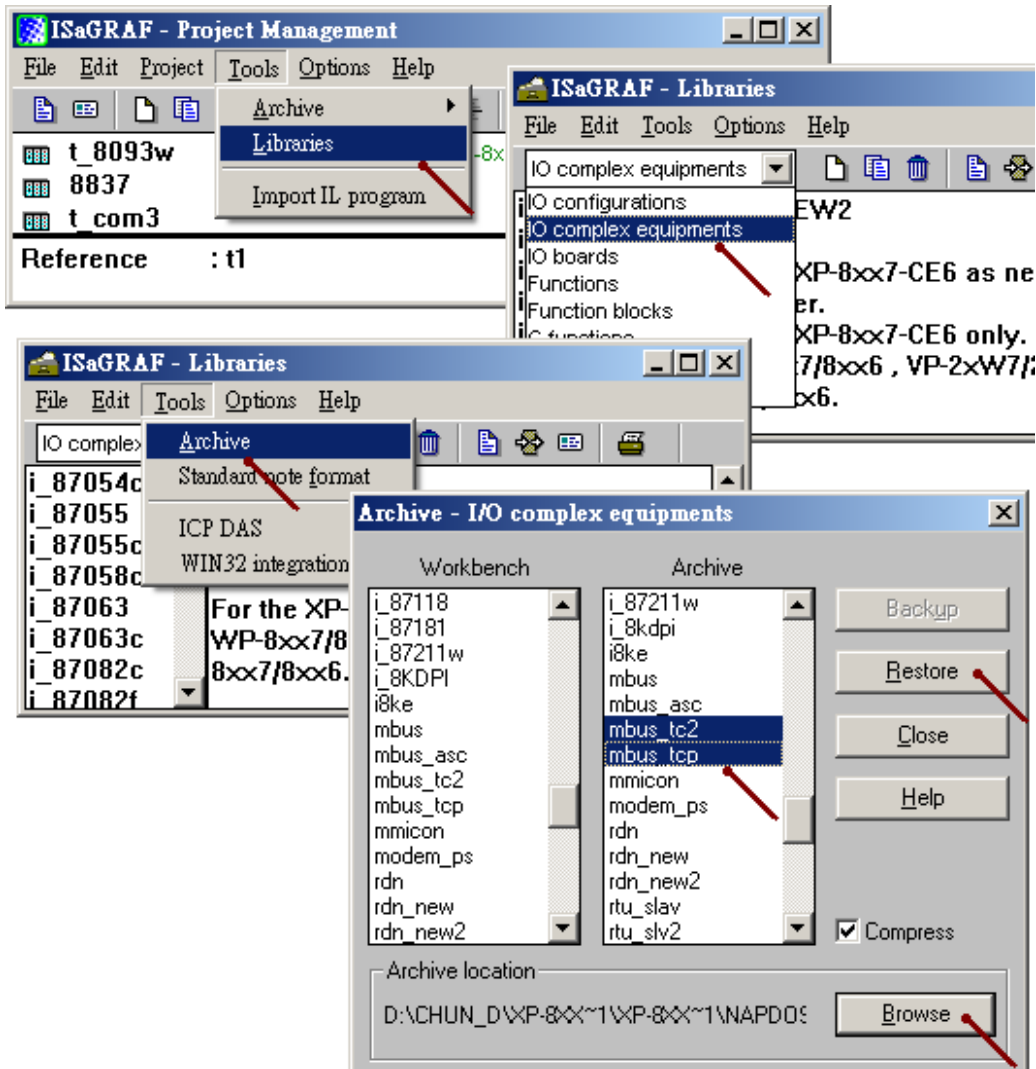 ISaGRAF - Project Management
File Edit Project Tools Options Help
Archive
Libraries
Import IL program
t_8093w
8837
t_com3
-8x
Reference : t1
ISaGRAF - Libraries
File Edit Tools Options Help
IO complex equipments
IO configurations
IO complex equipments
IO boards
Functions
Function blocks
C functions
EW2
XP-8xx7-CE6 as ne
er.
XP-8xx7-CE6 only.
7/8xx6 , VP-2xW7/2
x6.
ISaGRAF - Libraries
File Edit Tools Options Help
IO complex
Archive
Standard note format
ICP DAS
WIN32 integration
i_87054c
i_87055
i_87055c
i_87058c
i_87063
i_87063c
i_87082c
i_87082f
For the XP-
WP-8xx7/8
8xx7/8xx6.
Archive - I/O complex equipments
Workbench
i_87118
i_87181
i_87211w
i_8KDPI
i8ke
mbus
mbus_asc
mbus_tc2
mbus_tcp
mmicon
modem_ps
rdn
rdn_new
rdn_new2
Archive
i_87211w
i_8kdpi
i8ke
mbus
mbus_asc
mbus_tc2
mbus_tcp
mmicon
modem_ps
rdn
rdn_new
rdn_new2
rtu_slav
rtu_slv2
Backup
Restore
Close
Help
Compress
Archive location
D:\CHUN_D\XP-8XX~1\XP-8XX~1\NAPDOS
Browse